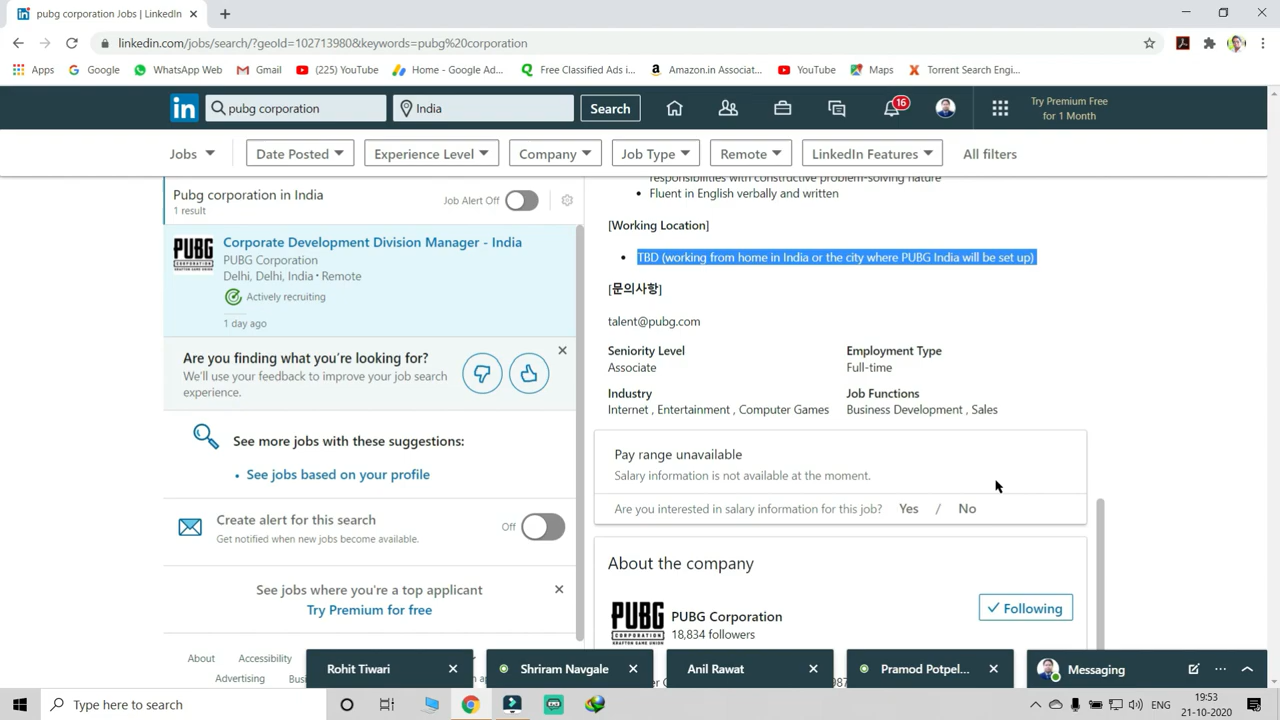 pubg corporation Jobs | LinkedIn
linkedin.com/jobs/search/?geoId=102713980&keywords=pubg%20corporation
Apps Google WhatsApp Web Gmail (225) YouTube Home - Google Ad... Free Classified Ads i... Amazon.in Associat... YouTube Maps Torrent Search Engi...
in pubg corporation India Search 16 Try Premium Free
for 1 Month
Jobs Date Posted Experience Level Company Job Type Remote LinkedIn Features All filters
Pubg corporation in India
1 result
Job Alert Off
PUBG
Corporate Development Division Manager - India
PUBG Corporation
Delhi, Delhi, India • Remote
Actively recruiting
1 day ago
Are you finding what you're looking for?
We'll use your feedback to improve your job search
experience.
See more jobs with these suggestions:
• See jobs based on your profile
Create alert for this search
Get notified when new jobs become available.
Off
See jobs where you're a top applicant
Try Premium for free
About Accessibility
Advertising
responsibilities with constructive problem-solving nature
• Fluent in English verbally and written
[Working Location]
• TBD (working from home in India or the city where PUBG India will be set up)
[문의사항]
talent@pubg.com
Seniority Level Employment Type
Associate Full-time
Industry Job Functions
Internet , Entertainment , Computer Games Business Development , Sales
Pay range unavailable
Salary information is not available at the moment.
Are you interested in salary information for this job? Yes / No
About the company
PUBG
CORPORATION
PUBG Corporation
18,834 followers
Following
Rohit Tiwari Shriram Navgale Anil Rawat Pramod Potpel... Messaging
Type here to search
ENG
19:53
21-10-2020